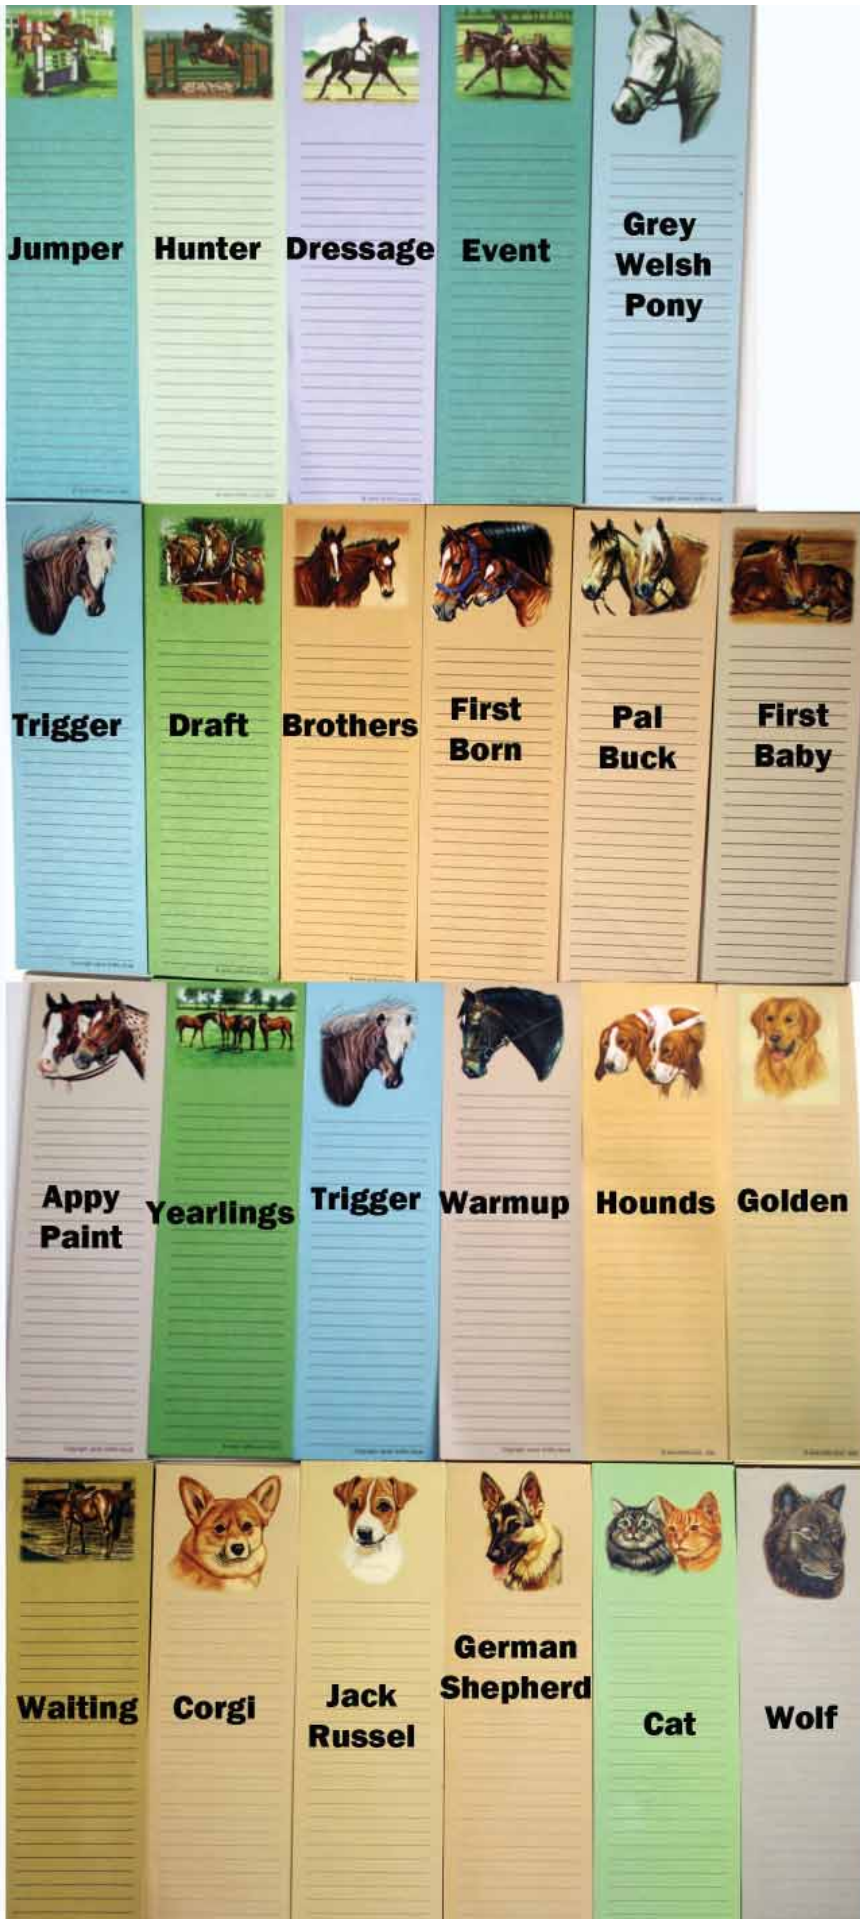 Jumper
Hunter
Dressage
Event
Grey
Welsh
Pony
Trigger
Draft
Brothers
First
Born
Pal
Buck
First
Baby
Appy
Paint
Yearlings
Trigger
Warmup
Hounds
Golden
Waiting
Corgi
Jack
Russel
German
Shepherd
Cat
Wolf